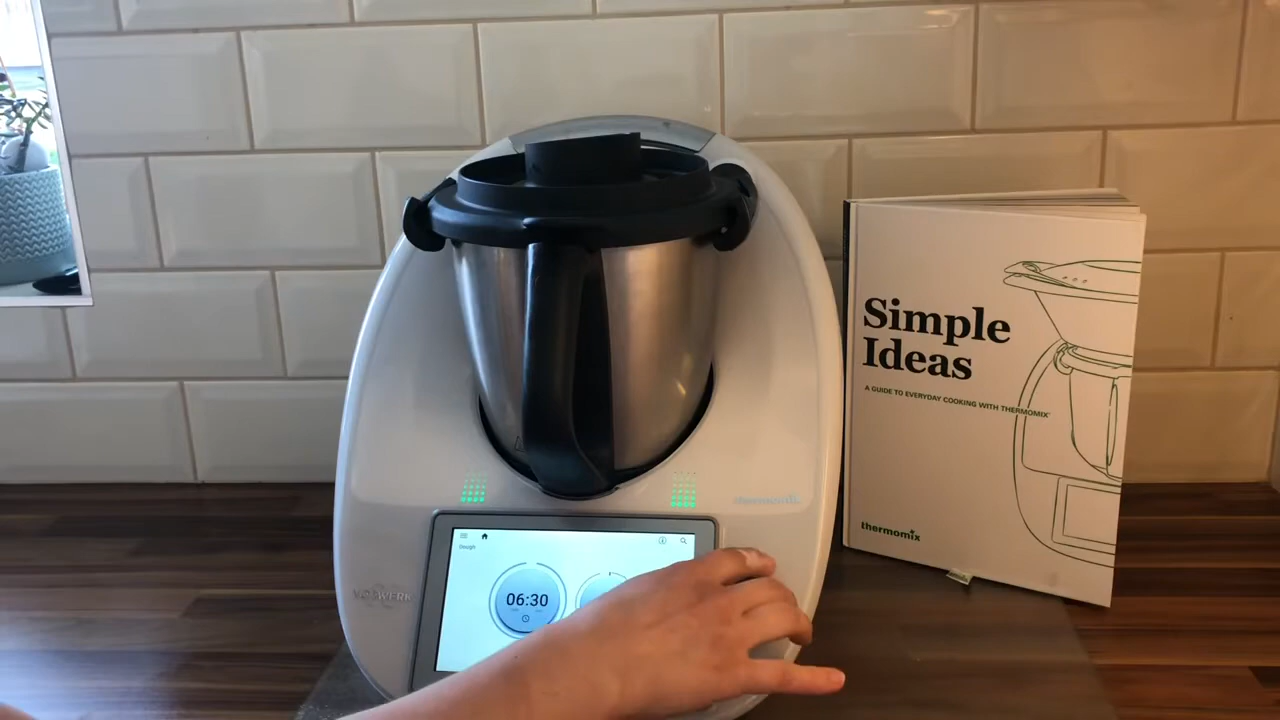 Simple
Ideas
A GUIDE TO EVERYDAY COOKING WITH THERMOMIX®
thermomix
thermomix
VORWERK
Dough
06:30